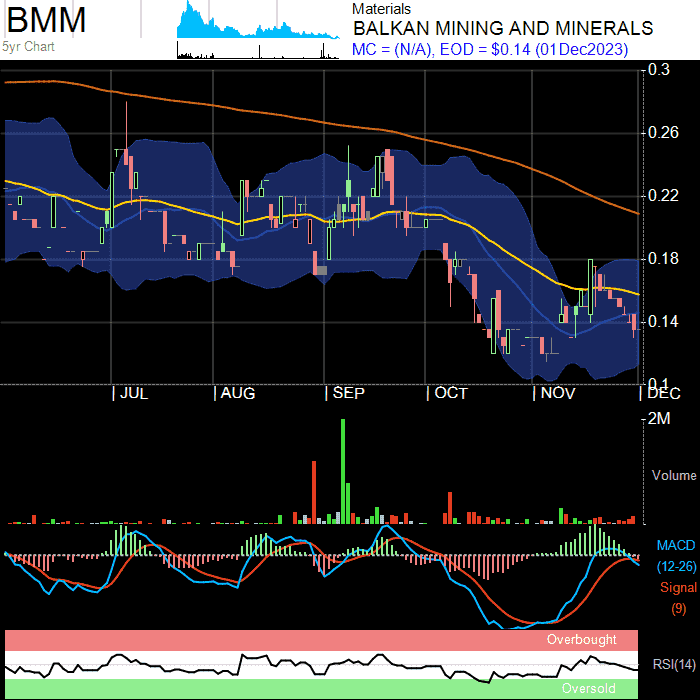 BMM
5yr Chart
Materials
BALKAN MINING AND MINERALS
MC = (N/A), EOD = $0.14 (01Dec2023)
0.3
0.26
0.22
0.18
0.14
0.1
JUL AUG SEP OCT NOV DEC
2M
Volume
MACD
(12-26)
Signal
(9)
Overbought
RSI(14)
Oversold